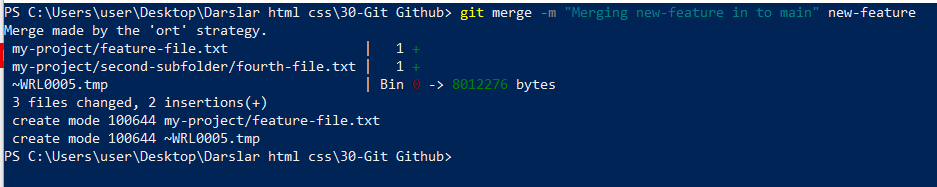 PS C:\Users\user\Desktop\Darslar html css\30-Git Github> git merge -m "Merging new-feature in to main" new-feature
Merge made by the 'ort' strategy.
 my-project/feature-file.txt                 |   1 +
 my-project/second-subfolder/fourth-file.txt |   1 +
 ~WRL0005.tmp                                | Bin 0 -> 8012276 bytes
 3 files changed, 2 insertions(+)
 create mode 100644 my-project/feature-file.txt
 create mode 100644 ~WRL0005.tmp
PS C:\Users\user\Desktop\Darslar html css\30-Git Github>